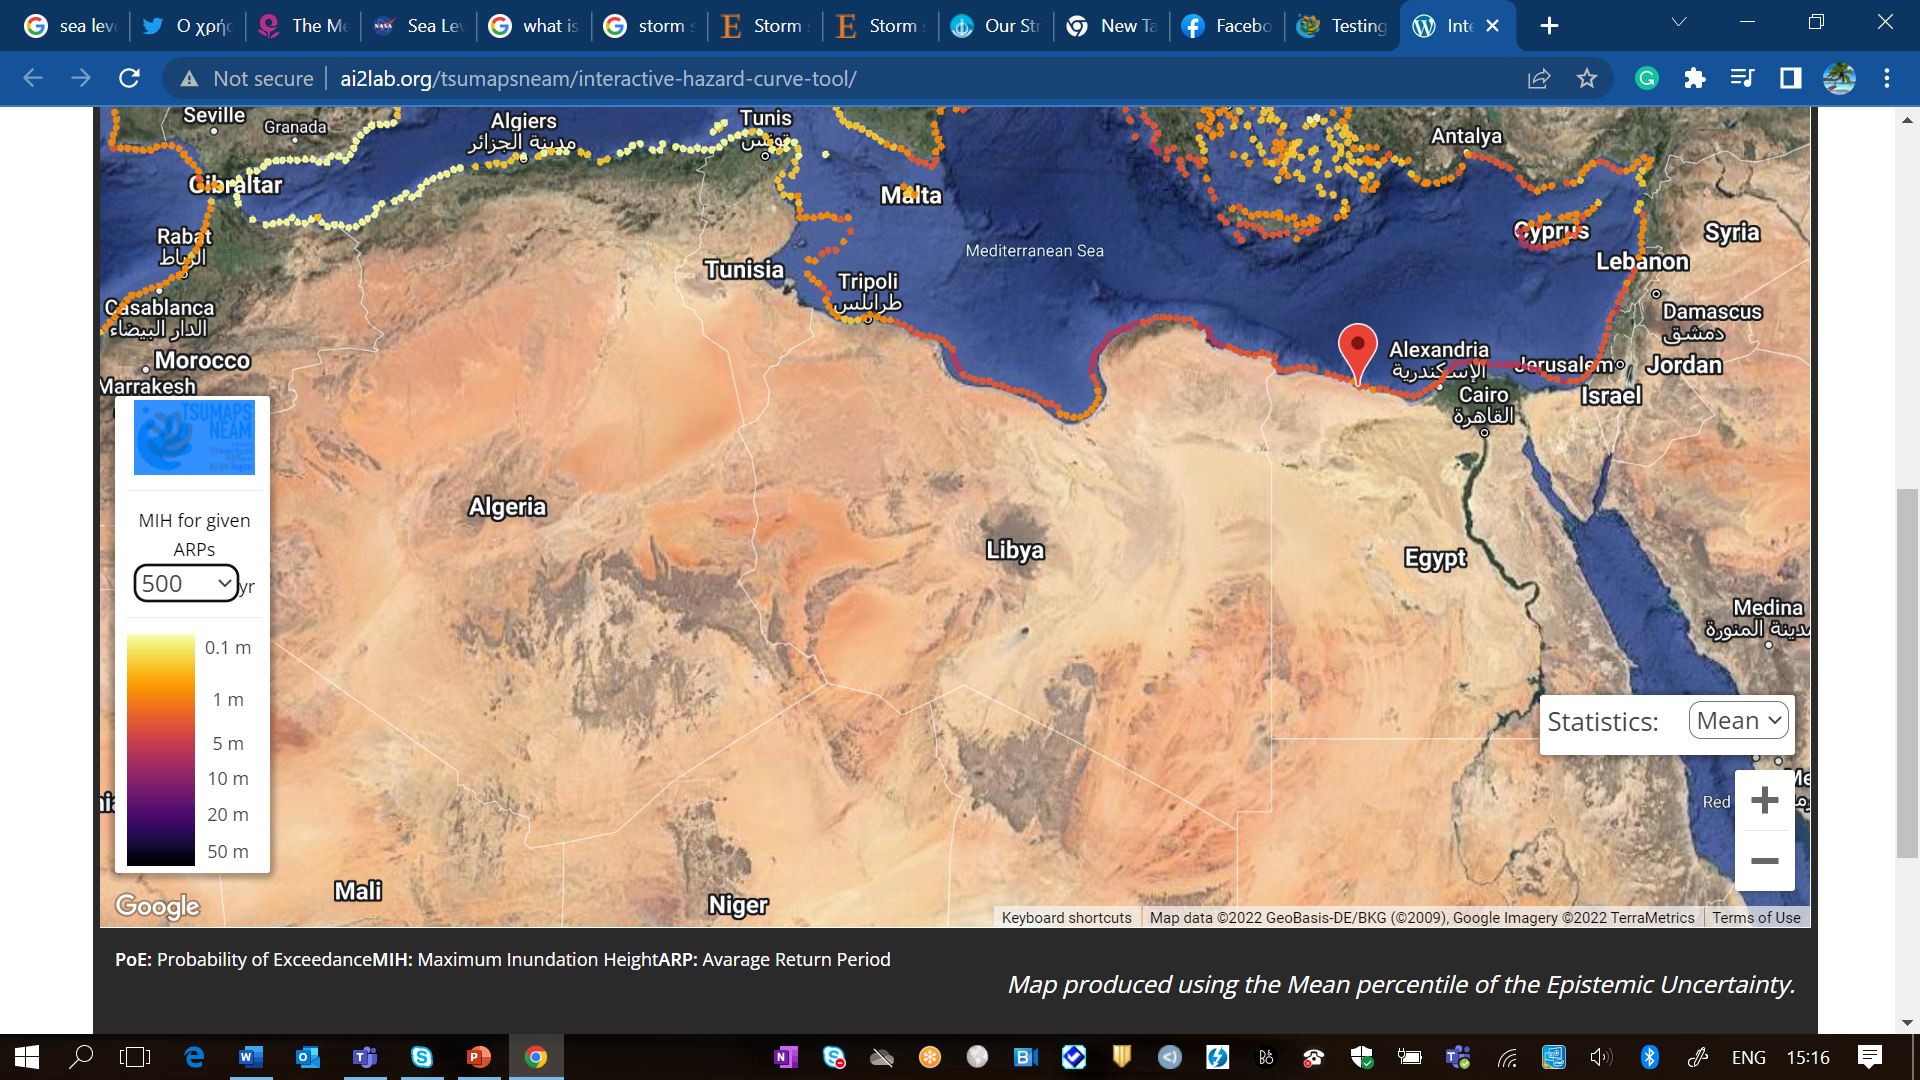 sea leve
Ο χρήσ
The Me
NASA
Sea Lev
what is
storm s
Storm
Storm
Our Str
New Ta
Facebo
Testing
Inte
Not secure
ai2lab.org/tsumapsneam/interactive-hazard-curve-tool/
Seville
Granada
Algiers
مدينة الجزائر
Tunis
تونس
Antalya
Gibraltar
Malta
Rabat
الرباط
Mediterranean Sea
Cyprus
Syria
Tunisia
Lebanon
Tripoli
طرابلس
Casablanca
الدار البيضاء
Damascus
دمشق
Morocco
Marrakesh
Alexandria
الإسكندرية
Jerusalem
Jordan
Cairo
القاهرة
Israel
TSUMAPS
NEAM
MIH for given
ARPs
500
yr
Algeria
Libya
Egypt
Medina
المدينة المنورة
0.1 m
1 m
5 m
10 m
20 m
50 m
Statistics:
Mean
Me
Red
Mali
Niger
Google
Keyboard shortcuts
Map data ©2022 GeoBasis-DE/BKG (©2009), Google Imagery ©2022 TerraMetrics
Terms of Use
PoE: Probability of ExceedanceMIH: Maximum Inundation HeightARP: Avarage Return Period
Map produced using the Mean percentile of the Epistemic Uncertainty.
ENG
15:16